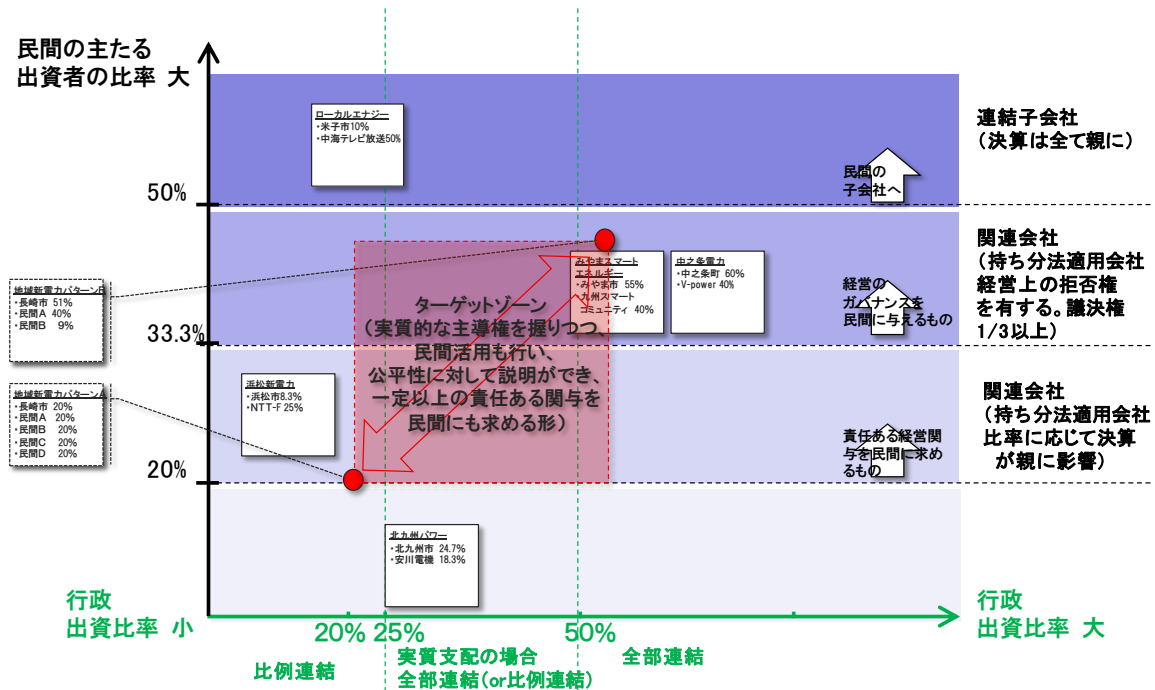 民間の主たる
出資者の比率 大
ローカルエナジー
・米子市10%
・中海テレビ放送50%
連結子会社
（決算は全て親に）
民間の
子会社へ
50%
関連会社
（持ち分法適用会社
経営上の拒否権
を有する。議決権
1/3以上）
みやまスマート
エネルギー
・みやま市 55%
・九州スマート
コミュニティ 40%
中之条電力
・中之条町 60%
・V-power 40%
経営の
ガバナンスを
民間に与えるもの
地域新電力パターンB
・長崎市 51%
・民間A 40%
・民間B 9%
33.3%
ターゲットゾーン
（実質的な主導権を握りつつ、
民間活用も行い、
公平性に対して説明ができ、
一定以上の責任ある関与を
民間にも求める形）
浜松新電力
・浜松市8.3%
・NTT-F 25%
地域新電力パターンA
・長崎市 20%
・民間A 20%
・民間B 20%
・民間C 20%
・民間D 20%
関連会社
（持ち分法適用会社
比率に応じて決算
が親に影響）
責任ある経営関
与を民間に求め
るもの
20%
北九州パワー
・北九州市 24.7%
・安川電機 18.3%
行政
出資比率 小
行政
出資比率 大
20%
25%
50%
比例連結
実質支配の場合
全部連結（or比例連結）
全部連結